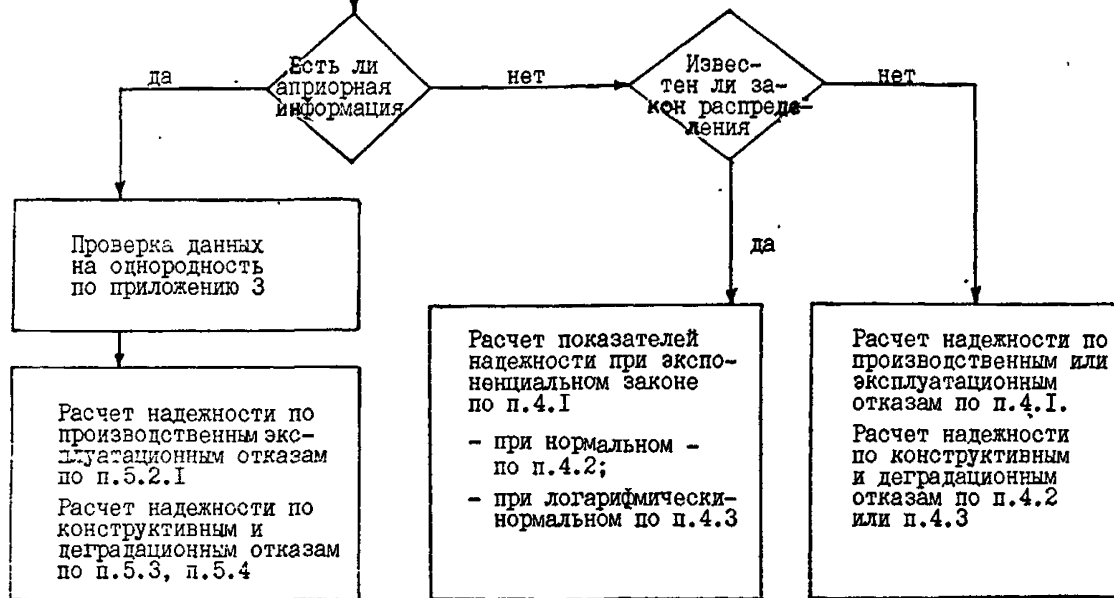 Есть ли
априорная
информация
да
нет
Извес-
тен ли за-
кон распреде-
ления
нет
да
Проверка данных
на однородность
по приложению 3
Расчет надежности по
производственным экс-
плуатационным отказам
по п.5.2.I
Расчет надежности по
конструктивным и
деградационным отказам
по п.5.3, п.5.4
Расчет показателей
надежности при экспо-
ненциальном законе
по п.4.I
- при нормальном -
по п.4.2;
- при логарифмически-
нормальном по п.4.3
Расчет надежности по
производственным или
эксплуатационным
отказам по п.4.I.
Расчет надежности
по конструктивным
и деградационным
отказам по п.4.2
или п.4.3